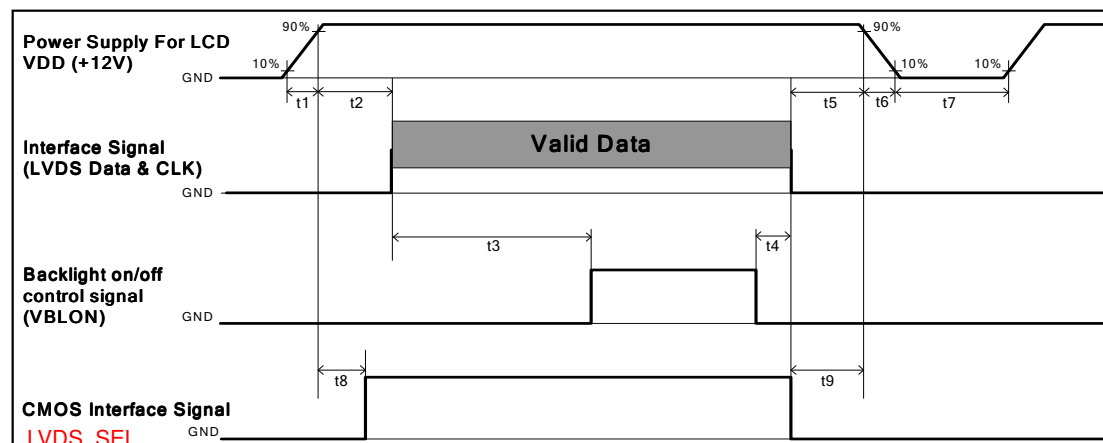 Power Supply For LCD
VDD (+12V)
90%
10%
GND
90%
10%
10%
t1
t2
t5
t6
t7
Interface Signal
(LVDS Data & CLK)
Valid Data
GND
t3
t4
Backlight on/off
control signal
(VBLON)
GND
t8
t9
CMOS Interface Signal
LVDS_SEL
GND